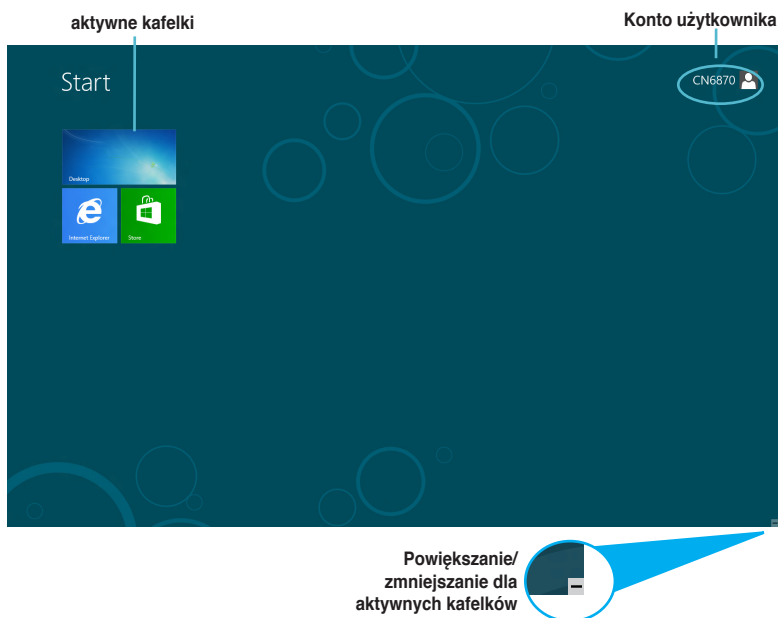 aktywne kafelki
Konto użytkownika
Start
CN6870
Desktop
Internet Explorer
Store
Powiększanie/
zmniejszanie dla
aktywnych kafelków